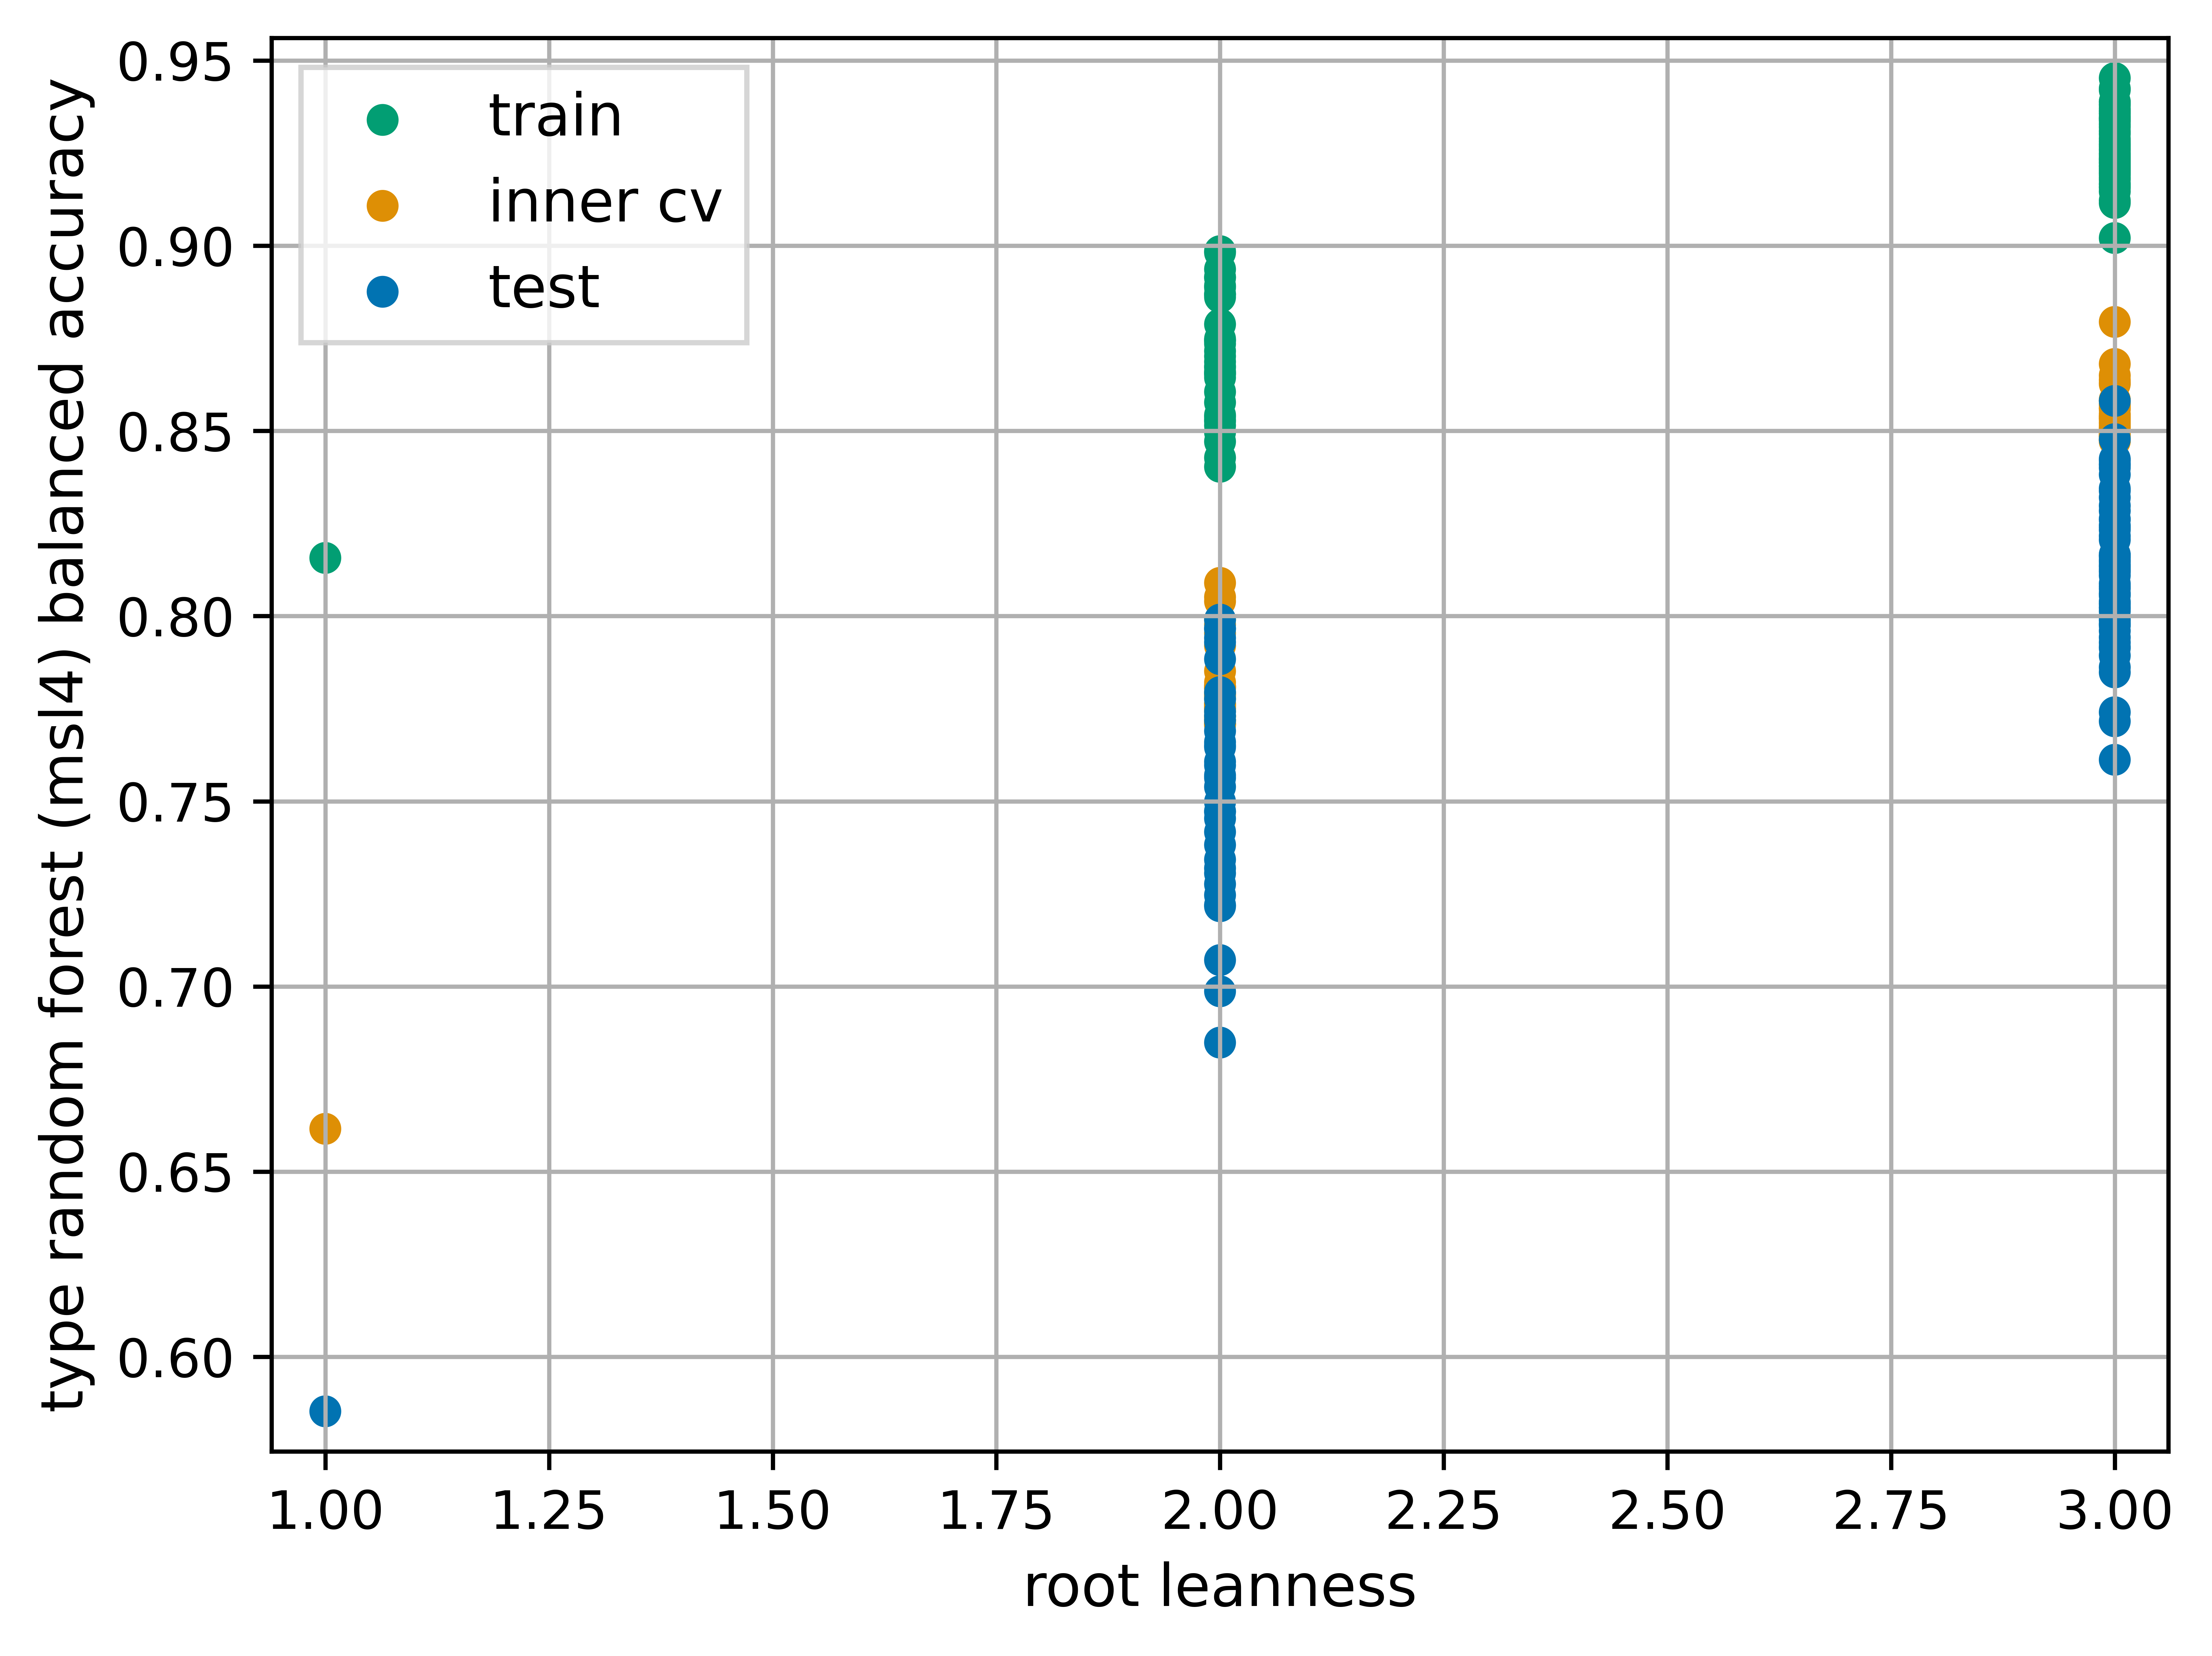 type random forest (msl4) balanced accuracy
0.95
0.90
0.85
0.80
0.75
0.70
0.65
0.60
train
inner cv
test
1.00 1.25 1.50 1.75 2.00 2.25 2.50 2.75 3.00
root leanness